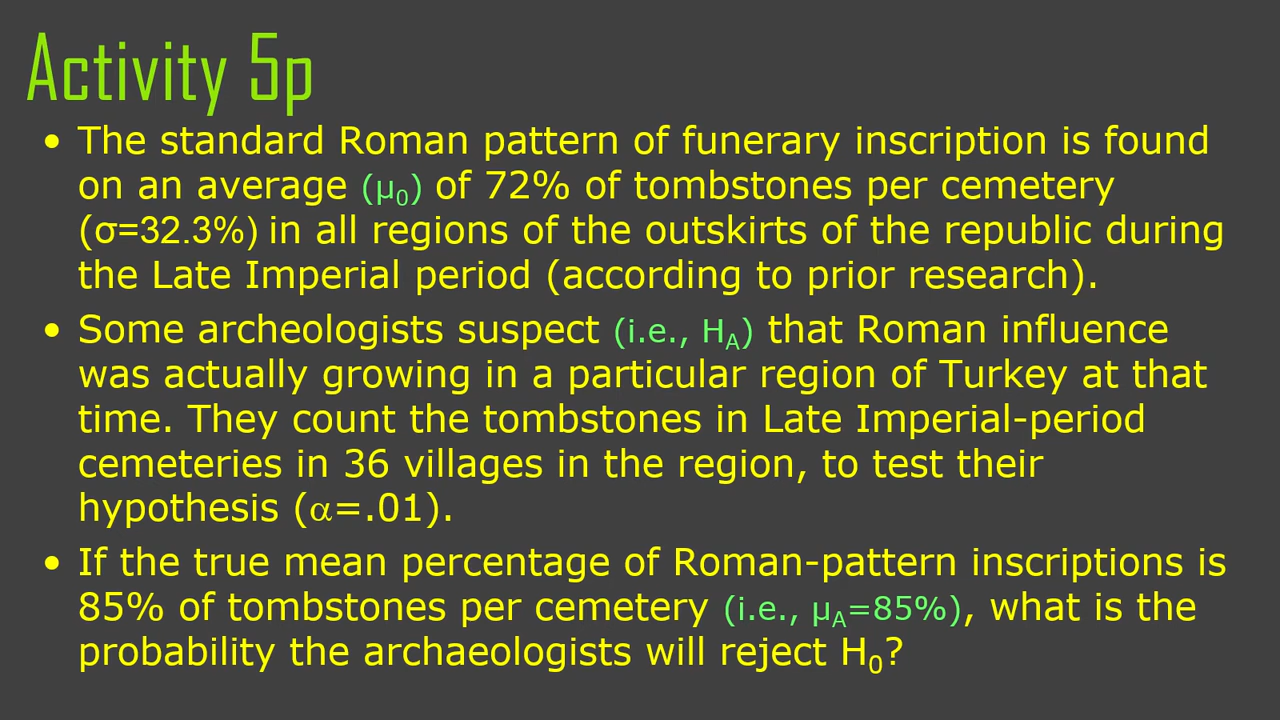 Activity 5p
• The standard Roman pattern of funerary inscription is found
on an average (µ0) of 72% of tombstones per cemetery
(σ=32.3%) in all regions of the outskirts of the republic during
the Late Imperial period (according to prior research).
• Some archeologists suspect (i.e., HA) that Roman influence
was actually growing in a particular region of Turkey at that
time. They count the tombstones in Late Imperial-period
cemeteries in 36 villages in the region, to test their
hypothesis (α=.01).
• If the true mean percentage of Roman-pattern inscriptions is
85% of tombstones per cemetery (i.e., µA=85%), what is the
probability the archaeologists will reject H0?